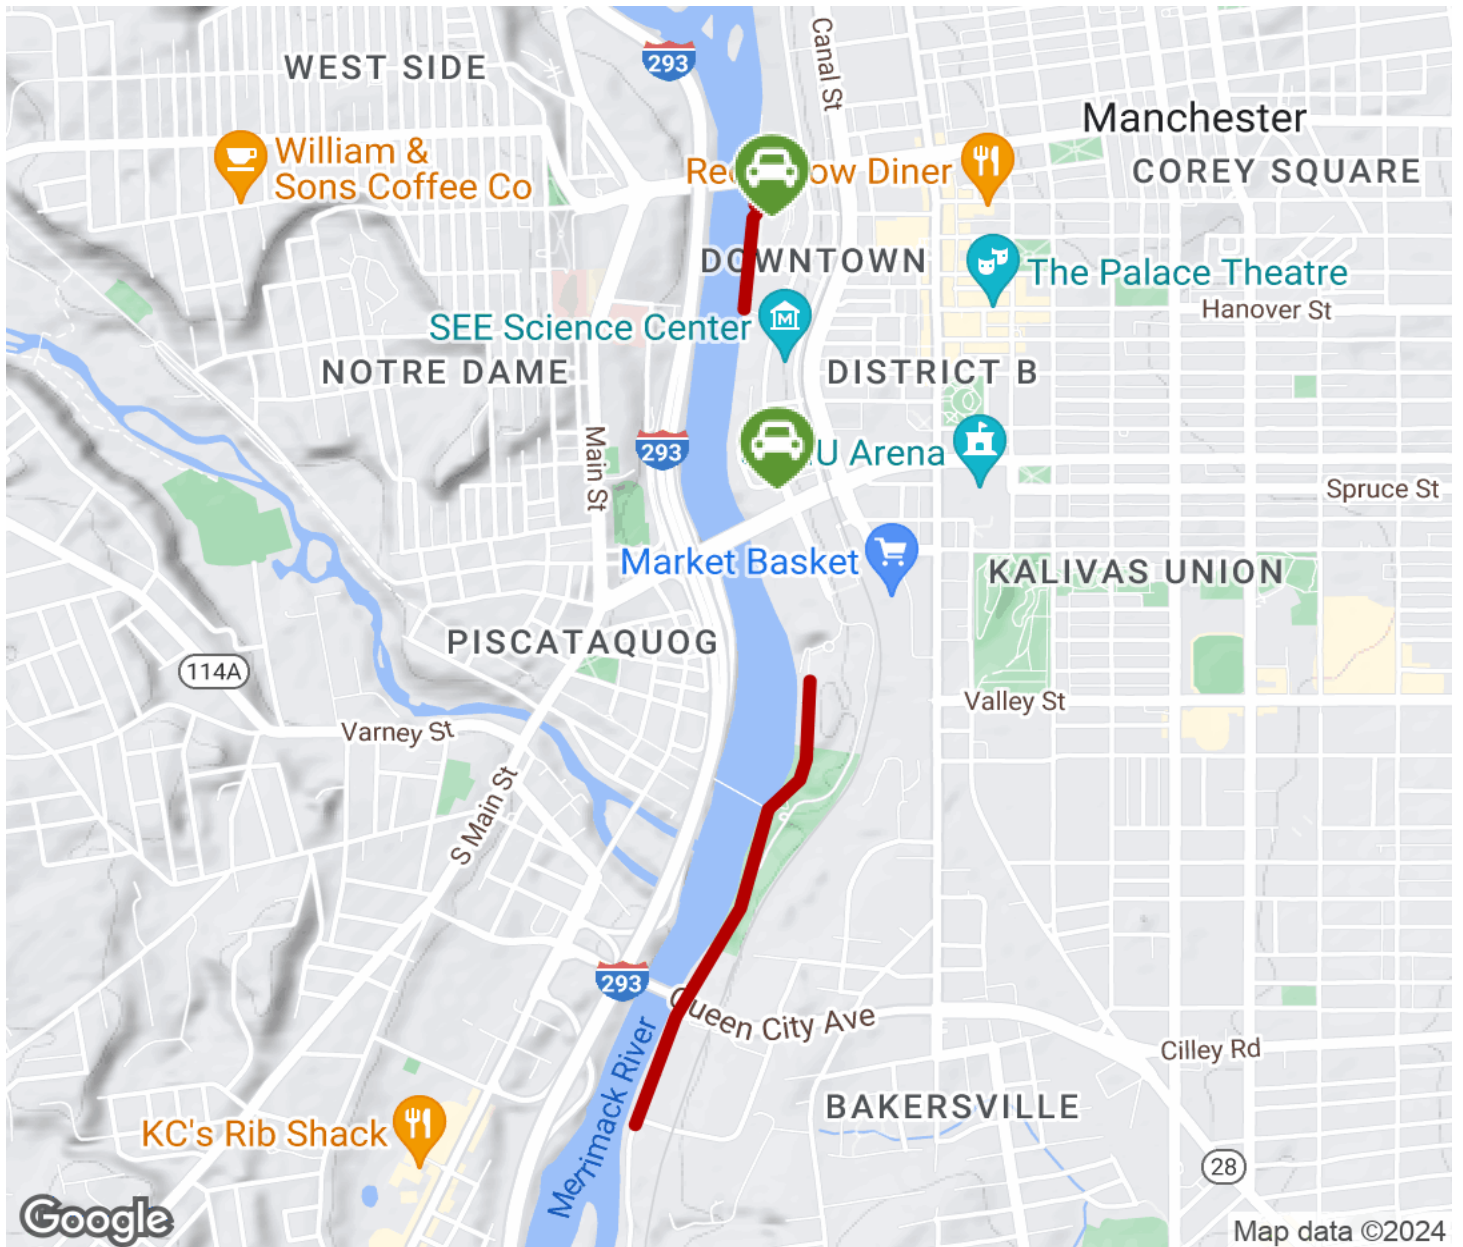 293
Canal St
WEST SIDE
Manchester
William &
Sons Coffee Co
Re
ow Diner
COREY SQUARE
DOWNTOWN
The Palace Theatre
Hanover St
SEE Science Center
NOTRE DAME
DISTRICT B
Main St
293
U Arena
Spruce St
Market Basket
KALIVAS UNION
PISCATAQUOG
114A
Valley St
Varney St
S Main St
293
Queen City Ave
Merrimack River
Cilley Rd
BAKERSVILLE
KC's Rib Shack
28
Google
Map data ©2024